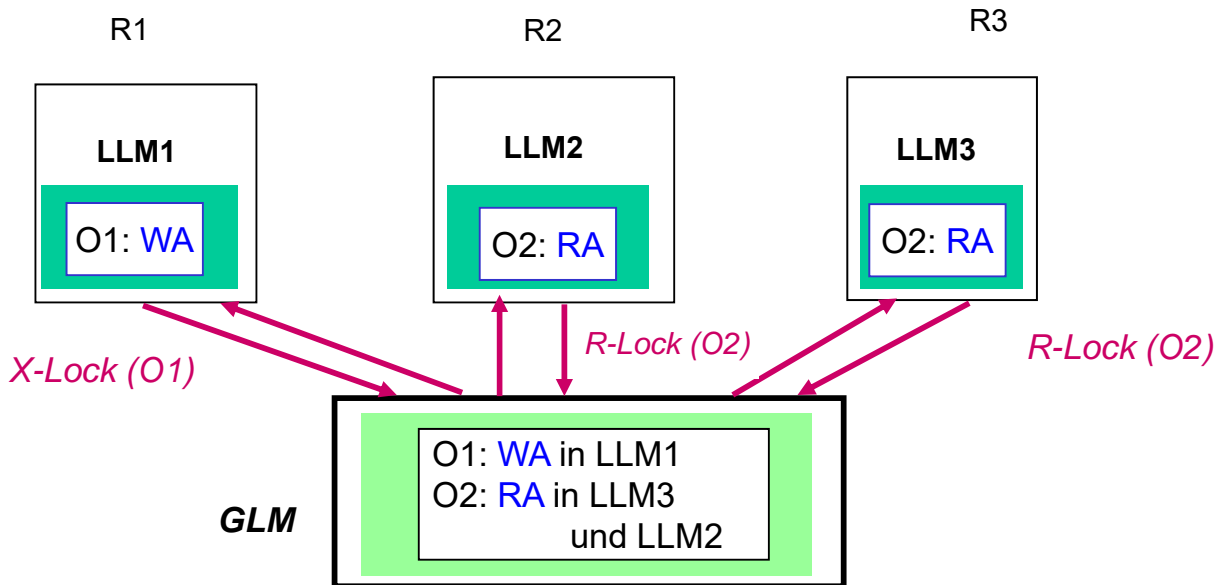 R1
R2
R3
LLM1
LLM2
LLM3
O1: WA
O2: RA
O2: RA
X-Lock (O1)
R-Lock (O2)
R-Lock (O2)
GLM
O1: WA in LLM1
O2: RA in LLM3
und LLM2